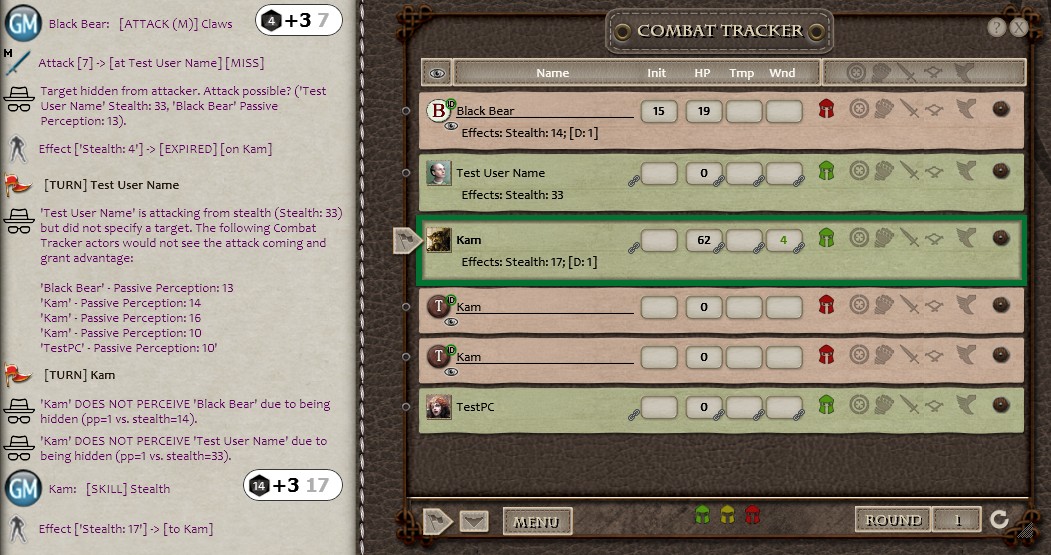 GM Black Bear: [ATTACK (M)] Claws 4 +3 7
M Attack [7] -> [at Test User Name] [MISS]
Target hidden from attacker. Attack possible? ('Test
User Name' Stealth: 33, 'Black Bear' Passive
Perception: 13).
Effect ['Stealth: 4'] -> [EXPIRED] [on Kam]
[TURN] Test User Name
'Test User Name' is attacking from stealth (Stealth: 33)
but did not specify a target. The following Combat
Tracker actors would not see the attack coming and
grant advantage:
'Black Bear' - Passive Perception: 13
'Kam' - Passive Perception: 14
'Kam' - Passive Perception: 16
'Kam' - Passive Perception: 10
'TestPC' - Passive Perception: 10'
[TURN] Kam
'Kam' DOES NOT PERCEIVE 'Black Bear' due to being
hidden (pp=1 vs. stealth=14).
'Kam' DOES NOT PERCEIVE 'Test User Name' due to
being hidden (pp=1 vs. stealth=33).
GM Kam: [SKILL] Stealth 14 +3 17
Effect ['Stealth: 17'] -> [to Kam]
COMBAT TRACKER ? X
Name Init HP Tmp Wnd
B ID Black Bear 15 19
Effects: Stealth: 14; [D: 1]
Test User Name 0
Effects: Stealth: 33
Kam 62 4
Effects: Stealth: 17; [D: 1]
T ID Kam 0
T ID Kam 0
TestPC 0
MENU ROUND 1